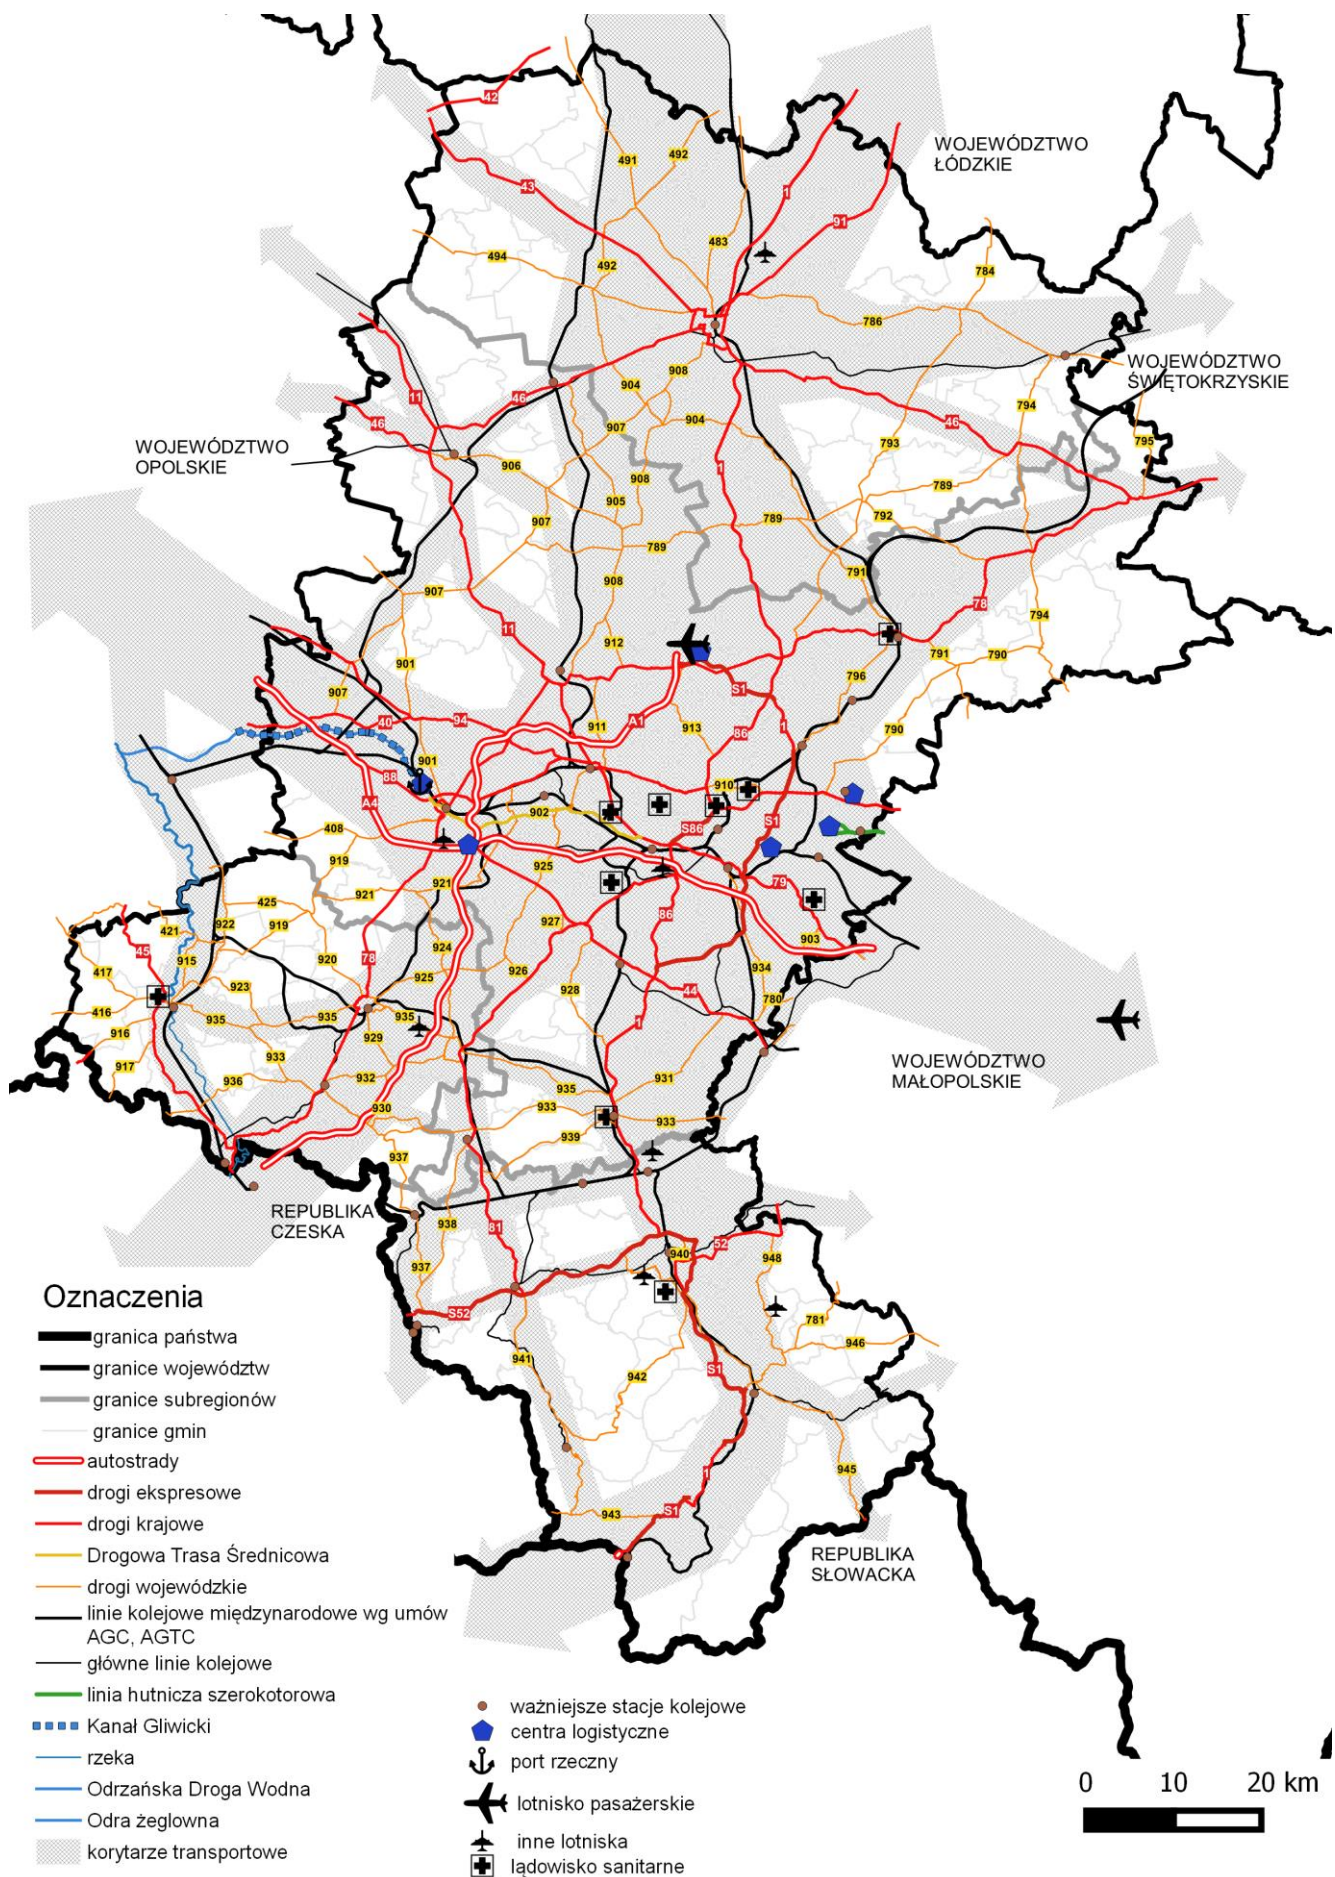 42
491
492
43
1
91
WOJEWÓDZTWO
ŁÓDZKIE
494
492
483
784
786
11
46
46
904
908
907
904
46
793
794
795
WOJEWÓDZTWO
ŚWIĘTOKRZYSKIE
WOJEWÓDZTWO
OPOLSKIE
906
905
908
1
789
907
789
789
792
908
791
907
11
912
78
794
901
791
790
907
796
S1
40
94
A1
911
913
86
1
790
901
88
910
A4
902
S1
408
S86
919
925
921
921
79
425
922
919
927
86
903
421
45
915
920
78
924
926
934
417
923
925
928
44
780
416
935
935
935
1
916
929
WOJEWÓDZTWO
MAŁOPOLSKIE
917
933
932
935
931
936
930
933
933
939
937
REPUBLIKA
CZESKA
938
81
940
52
948
937
S52
781
946
941
942
S1
945
1
943
S1
REPUBLIKA
SŁOWACKA
Oznaczenia
granica państwa
granice województw
granice subregionów
granice gmin
autostrady
drogi ekspresowe
drogi krajowe
Drogowa Trasa Średnicowa
drogi wojewódzkie
linie kolejowe międzynarodowe wg umów
AGC, AGTC
główne linie kolejowe
linia hutnicza szerokotorowa
Kanał Gliwicki
rzeka
Odrzańska Droga Wodna
Odra żeglowna
korytarze transportowe
ważniejsze stacje kolejowe
centra logistyczne
port rzeczny
lotnisko pasażerskie
inne lotniska
lądowisko sanitarne
0 10 20 km